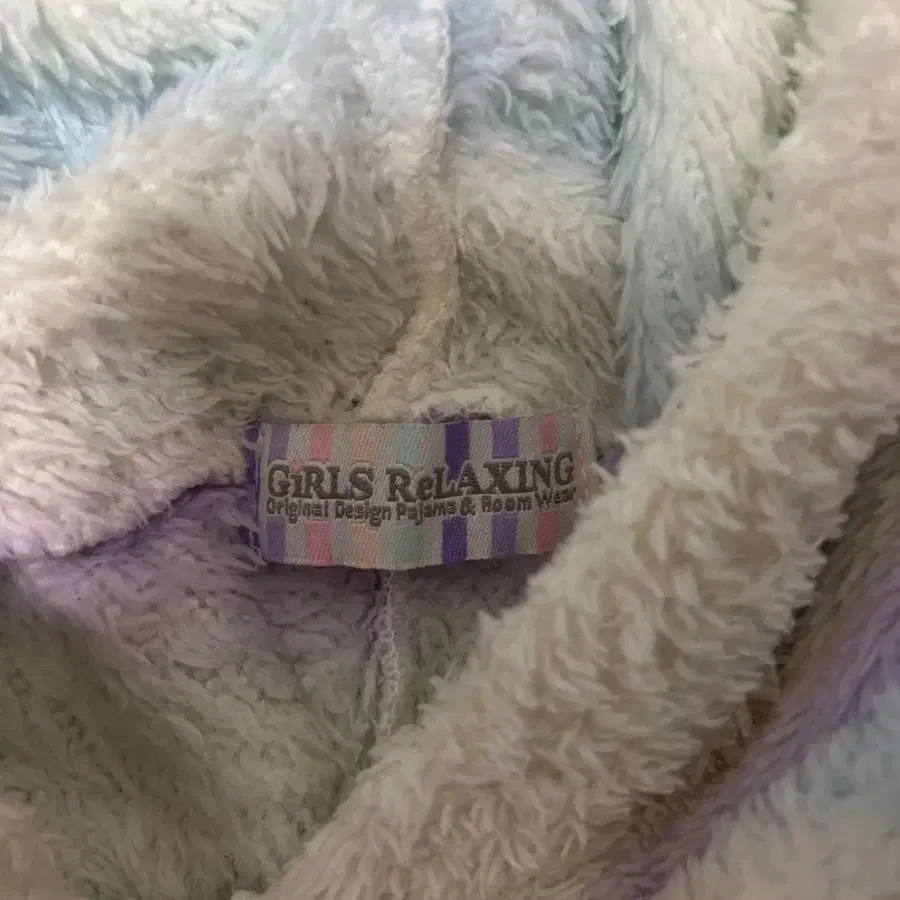 GiRLS ReLAXING
Original Design Pajama & Room Wear